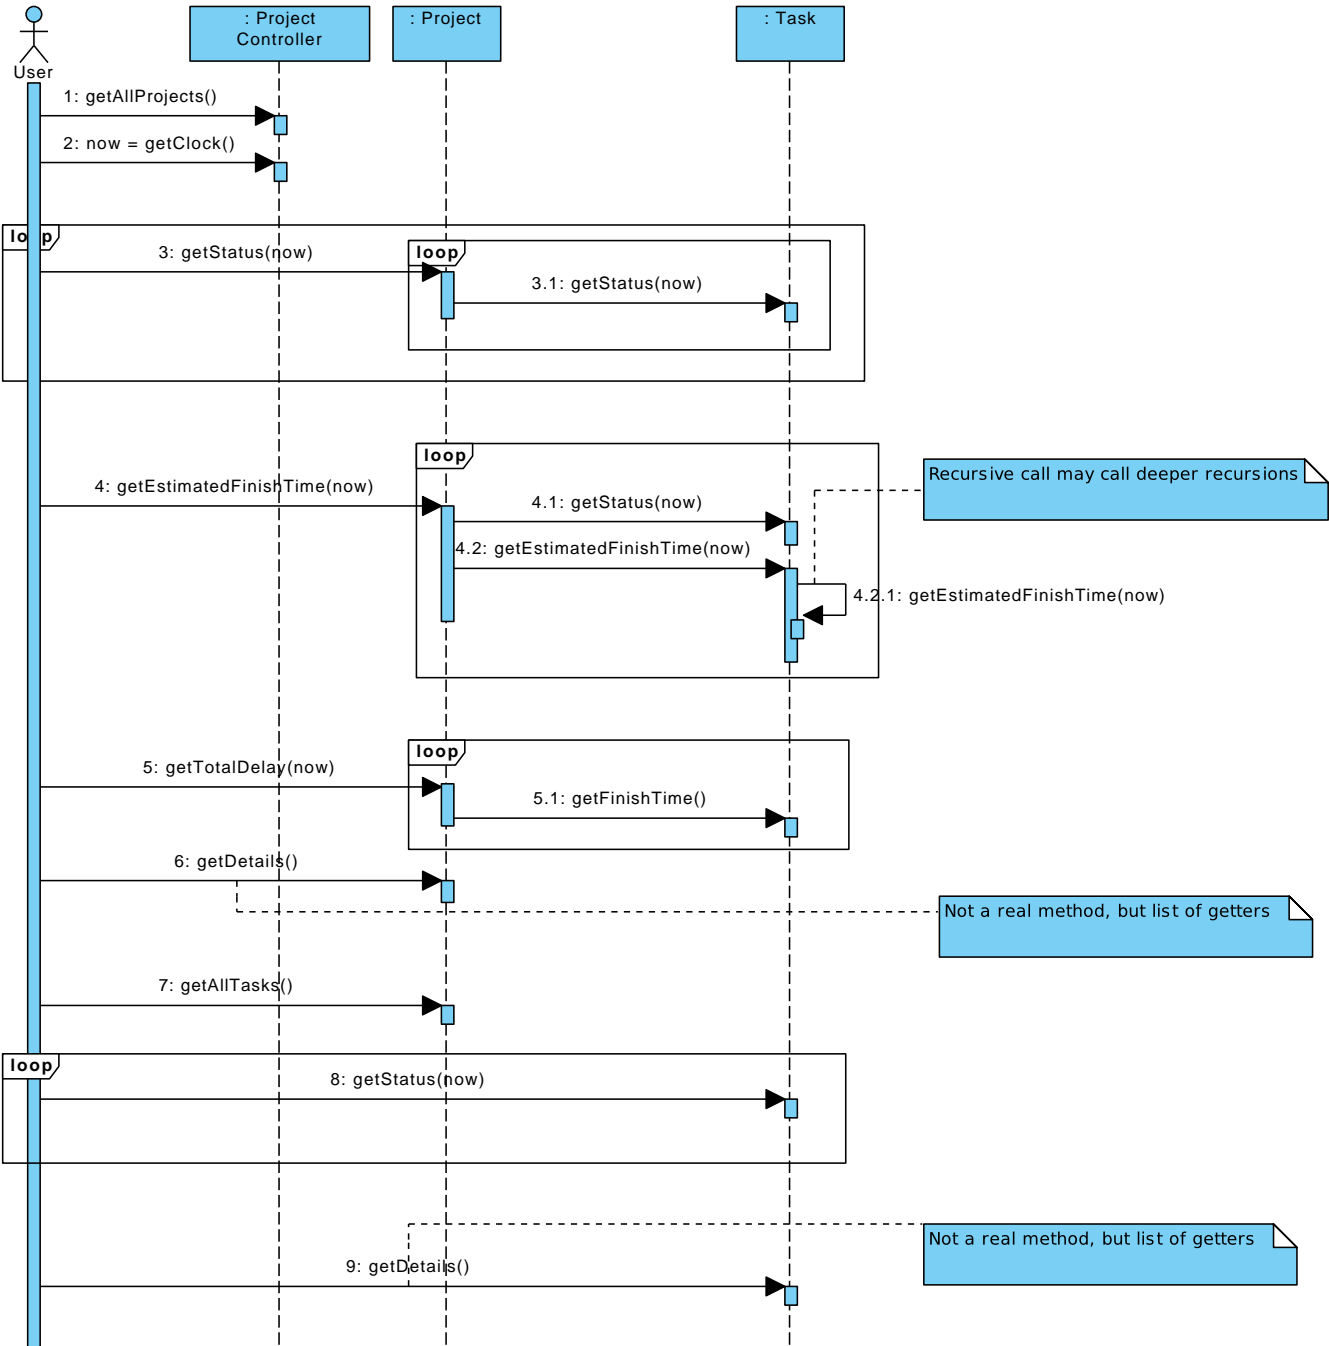 : Project
Controller
: Project
: Task
User
1: getAllProjects()
2: now = getClock()
loop
3: getStatus(now)
loop
3.1: getStatus(now)
loop
4: getEstimatedFinishTime(now)
4.1: getStatus(now)
Recursive call may call deeper recursions
4.2: getEstimatedFinishTime(now)
4.2.1: getEstimatedFinishTime(now)
loop
5: getTotalDelay(now)
5.1: getFinishTime()
6: getDetails()
Not a real method, but list of getters
7: getAllTasks()
loop
8: getStatus(now)
Not a real method, but list of getters
9: getDetails()